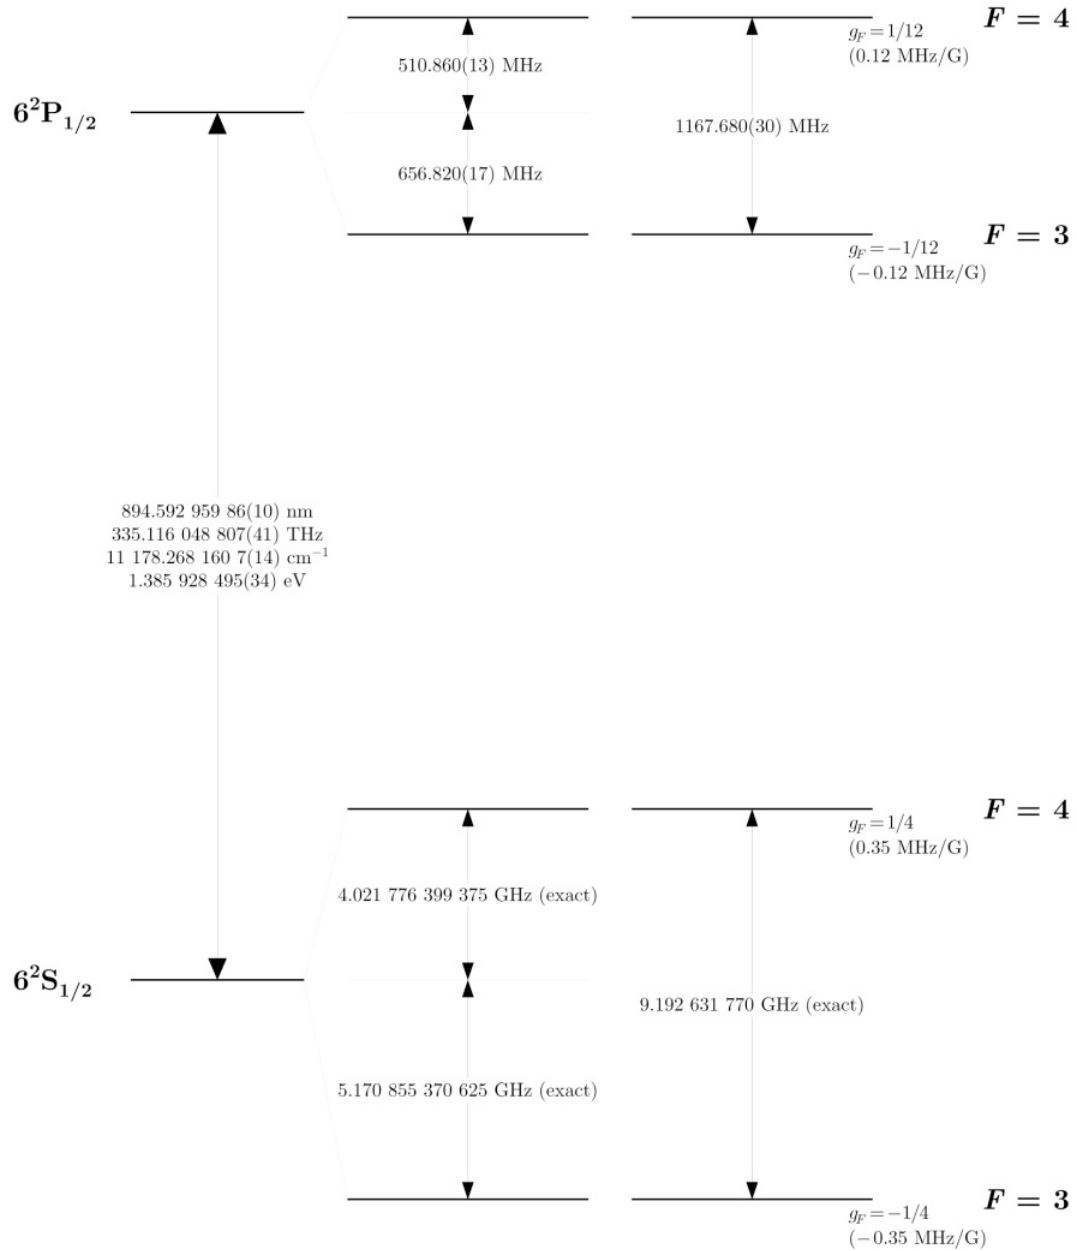 F = 4
g_F = 1/12
(0.12 MHz/G)
510.860(13) MHz
6²P₁/₂
1167.680(30) MHz
656.820(17) MHz
F = 3
g_F = −1/12
(−0.12 MHz/G)
894.592 959 86(10) nm
335.116 048 807(41) THz
11 178.268 160 7(14) cm⁻¹
1.385 928 495(34) eV
F = 4
g_F = 1/4
(0.35 MHz/G)
4.021 776 399 375 GHz (exact)
6²S₁/₂
9.192 631 770 GHz (exact)
5.170 855 370 625 GHz (exact)
F = 3
g_F = −1/4
(−0.35 MHz/G)